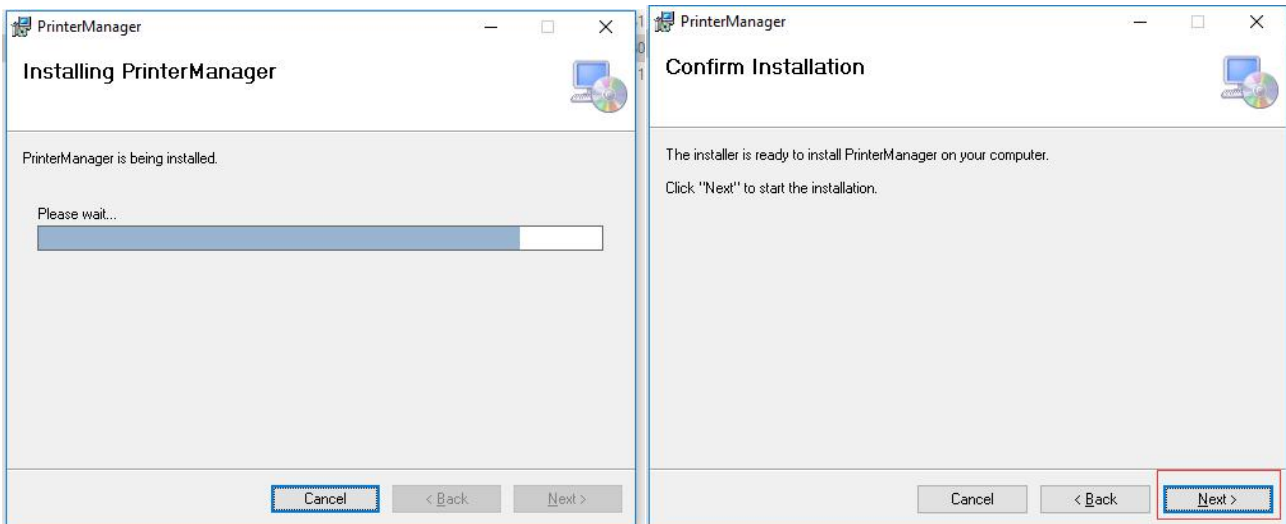 PrinterManager
Installing PrinterManager
PrinterManager is being installed.
Please wait...
Cancel
< Back
Next >
PrinterManager
Confirm Installation
The installer is ready to install PrinterManager on your computer.
Click "Next" to start the installation.
Cancel
< Back
Next >